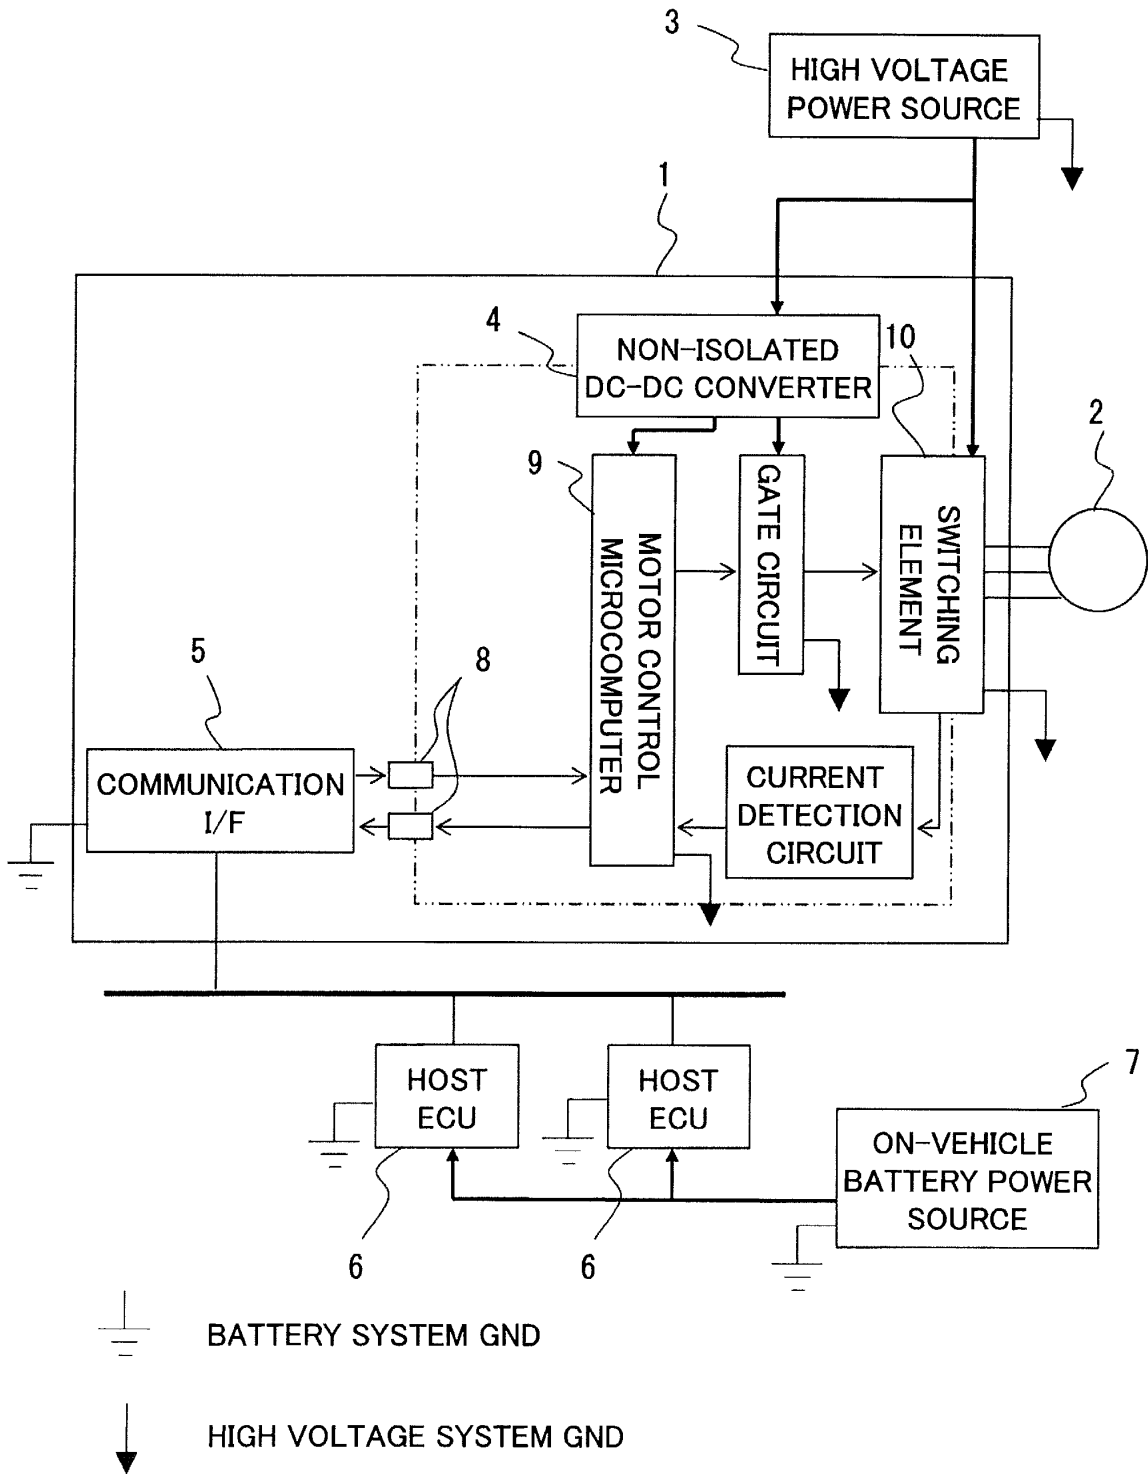 3
HIGH VOLTAGE
POWER SOURCE
1
4
NON-ISOLATED
DC-DC CONVERTER
10
2
9
MOTOR CONTROL
MICROCOMPUTER
GATE CIRCUIT
SWITCHING
ELEMENT
5
8
COMMUNICATION
I/F
CURRENT
DETECTION
CIRCUIT
HOST
ECU
HOST
ECU
7
ON-VEHICLE
BATTERY POWER
SOURCE
6
6
BATTERY SYSTEM GND
HIGH VOLTAGE SYSTEM GND